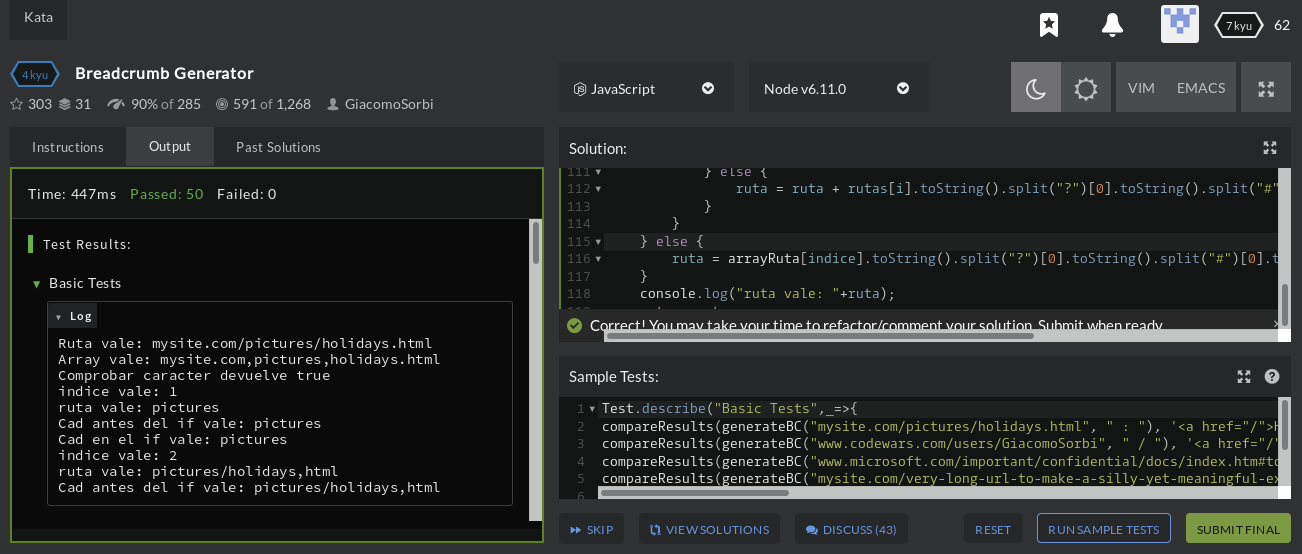 Kata
7 kyu 62
4 kyu Breadcrumb Generator
303 31 90% of 285 591 of 1,268 GiacomoSorbi
JavaScript
Node v6.11.0
VIM EMACS
Instructions Output Past Solutions
Time: 447ms Passed: 50 Failed: 0
Test Results:
Basic Tests
Log
Ruta vale: mysite.com/pictures/holidays.html
Array vale: mysite.com,pictures,holidays.html
Comprobar caracter devuelve true
indice vale: 1
ruta vale: pictures
Cad antes del if vale: pictures
Cad en el if vale: pictures
indice vale: 2
ruta vale: pictures/holidays,html
Cad antes del if vale: pictures/holidays,html
Solution:
111 } else {
112 ruta = ruta + rutas[i].toString().split("?")[0].toString().split("#"
113 }
114 }
115 } else {
116 ruta = arrayRuta[indice].toString().split("?")[0].toString().split("#")[0].t
117 }
118 console.log("ruta vale: "+ruta);
Correct! You may take your time to refactor/comment your solution. Submit when ready.
Sample Tests:
1 Test.describe("Basic Tests",_=>{
2 compareResults(generateBC("mysite.com/pictures/holidays.html", " : "), '<a href="/">H
3 compareResults(generateBC("www.codewars.com/users/GiacomoSorbi", " / "), '<a href="/"
4 compareResults(generateBC("www.microsoft.com/important/confidential/docs/index.htm#to
5 compareResults(generateBC("mysite.com/very-long-url-to-make-a-silly-yet-meaningful-ex
6
SKIP VIEW SOLUTIONS DISCUSS (43) RESET RUN SAMPLE TESTS SUBMIT FINAL